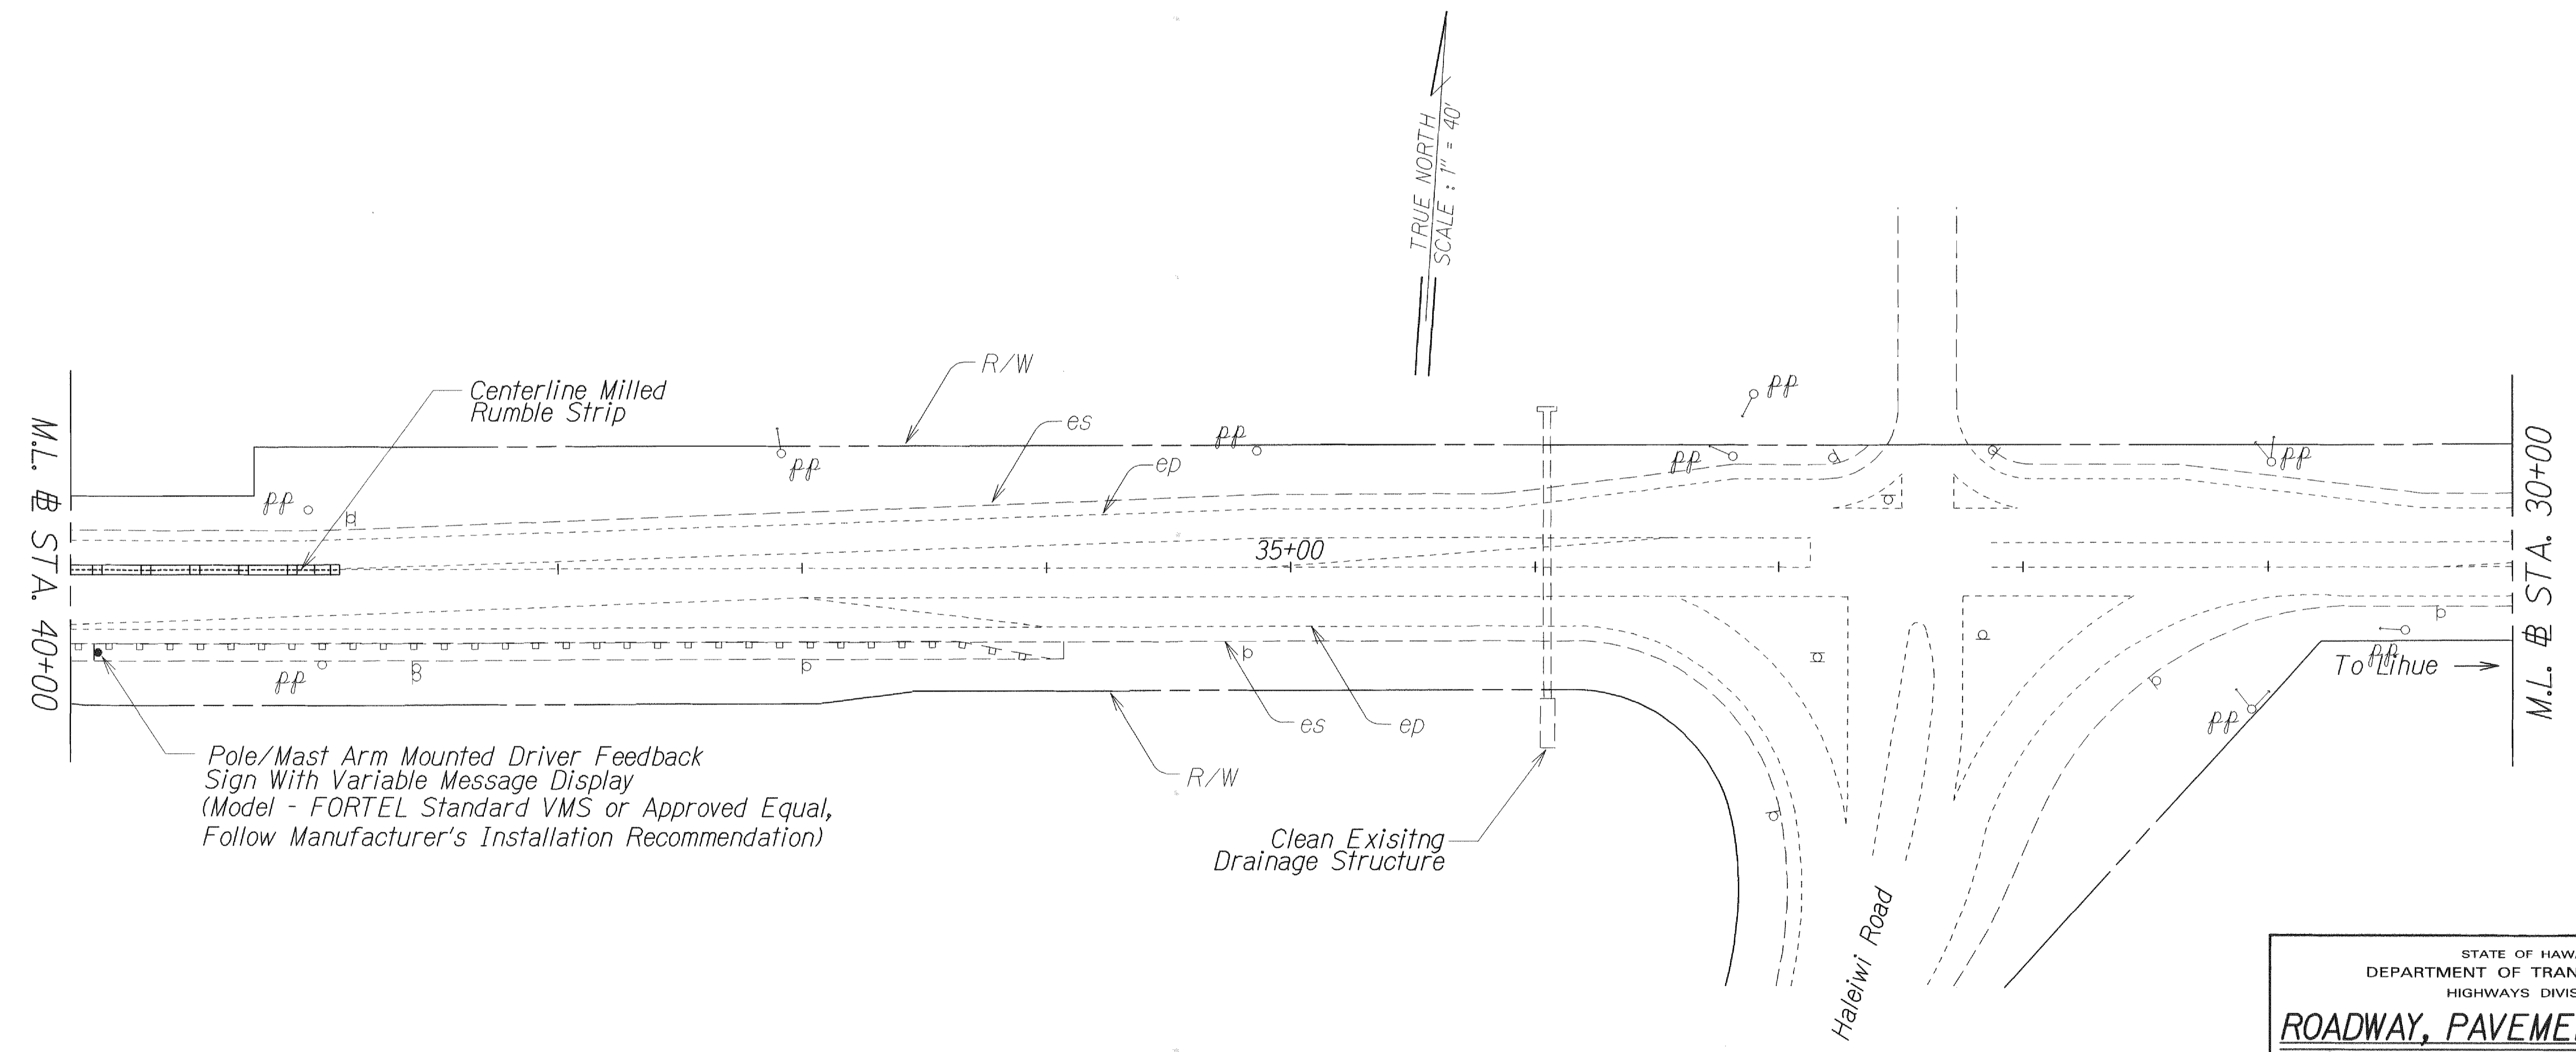 TRUE NORTH
SCALE : 1" = 40'
R/W
Centerline Milled
Rumble Strip
es
ep
pp
pp
pp
pp
pp
pp
pp
35+00
M.L. ⅊ STA. 40+00
M.L. ⅊ STA. 30+00
pp
pp
pp
To Lihue
es
ep
R/W
Pole/Mast Arm Mounted Driver Feedback
Sign With Variable Message Display
(Model - FORTEL Standard VMS or Approved Equal,
Follow Manufacturer's Installation Recommendation)
Clean Exisitng
Drainage Structure
Haleiwi Road
STATE OF HAWA
DEPARTMENT OF TRAN
HIGHWAYS DIVIS
ROADWAY, PAVEME